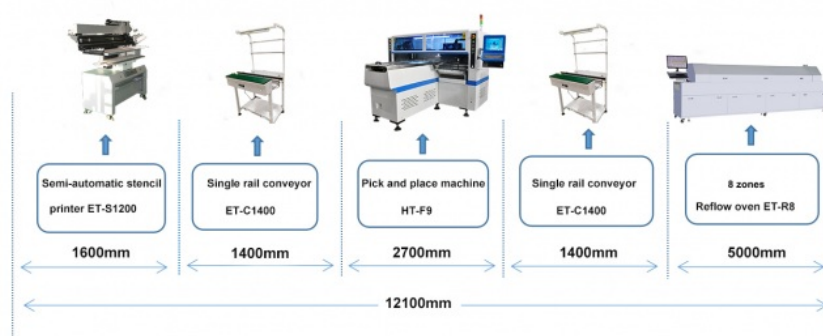 Semi-automatic stencil
printer ET-S1200
Single rail conveyor
ET-C1400
Pick and place machine
HT-F9
Single rail conveyor
ET-C1400
8 zones
Reflow oven ET-R8
1600mm
1400mm
2700mm
1400mm
5000mm
12100mm